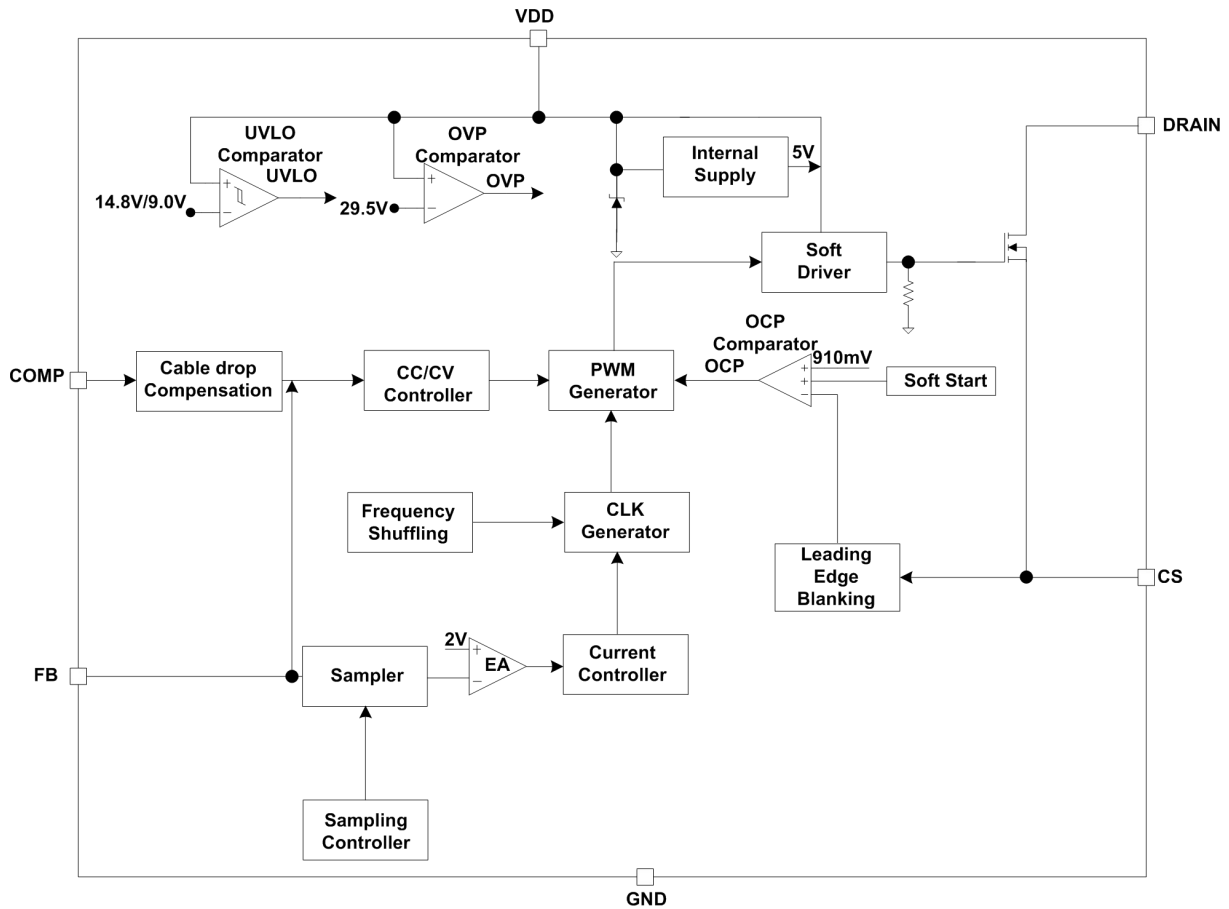 VDD
DRAIN
UVLO
Comparator
UVLO
+
−
14.8V/9.0V
OVP
Comparator
OVP
+
−
29.5V
Internal
Supply
5V
Soft
Driver
COMP
Cable drop
Compensation
CC/CV
Controller
PWM
Generator
OCP
Comparator
OCP
910mV
+
+
−
Soft Start
Frequency
Shuffling
CLK
Generator
Leading
Edge
Blanking
CS
FB
Sampler
2V
+
−
EA
Current
Controller
Sampling
Controller
GND